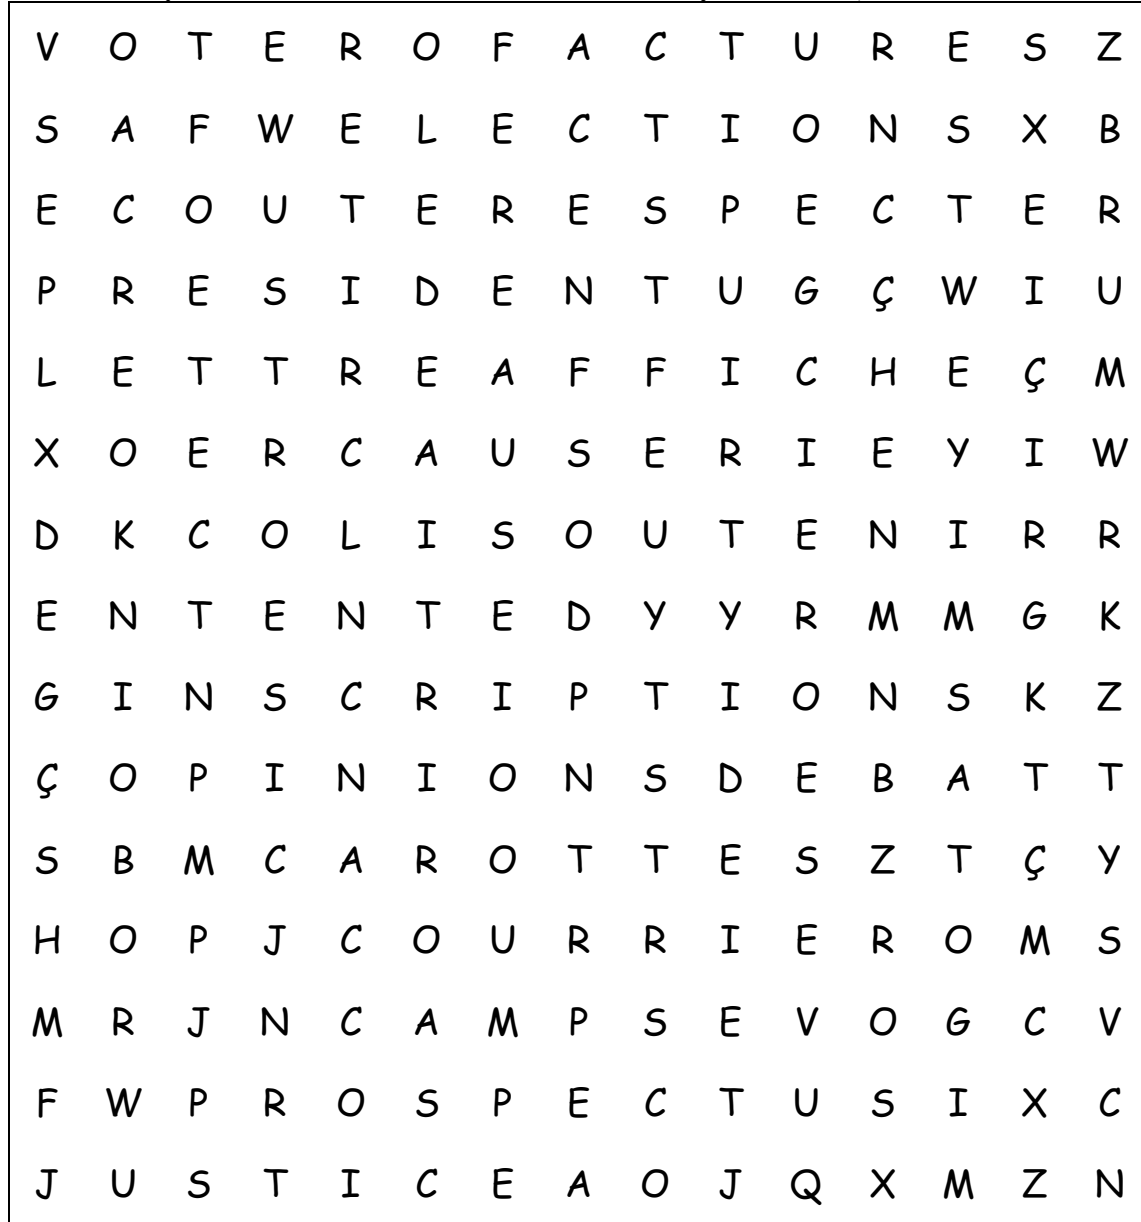 V O T E R O F A C T U R E S Z
S A F W E L E C T I O N S X B
E C O U T E R E S P E C T E R
P R E S I D E N T U G Ç W I U
L E T T R E A F F I C H E Ç M
X O E R C A U S E R I E Y I W
D K C O L I S O U T E N I R R
E N T E N T E D Y Y R M M G K
G I N S C R I P T I O N S K Z
Ç O P I N I O N S D E B A T T
S B M C A R O T T E S Z T Ç Y
H O P J C O U R R I E R O M S
M R J N C A M P S E V O G C V
F W P R O S P E C T U S I X C
J U S T I C E A O J Q X M Z N